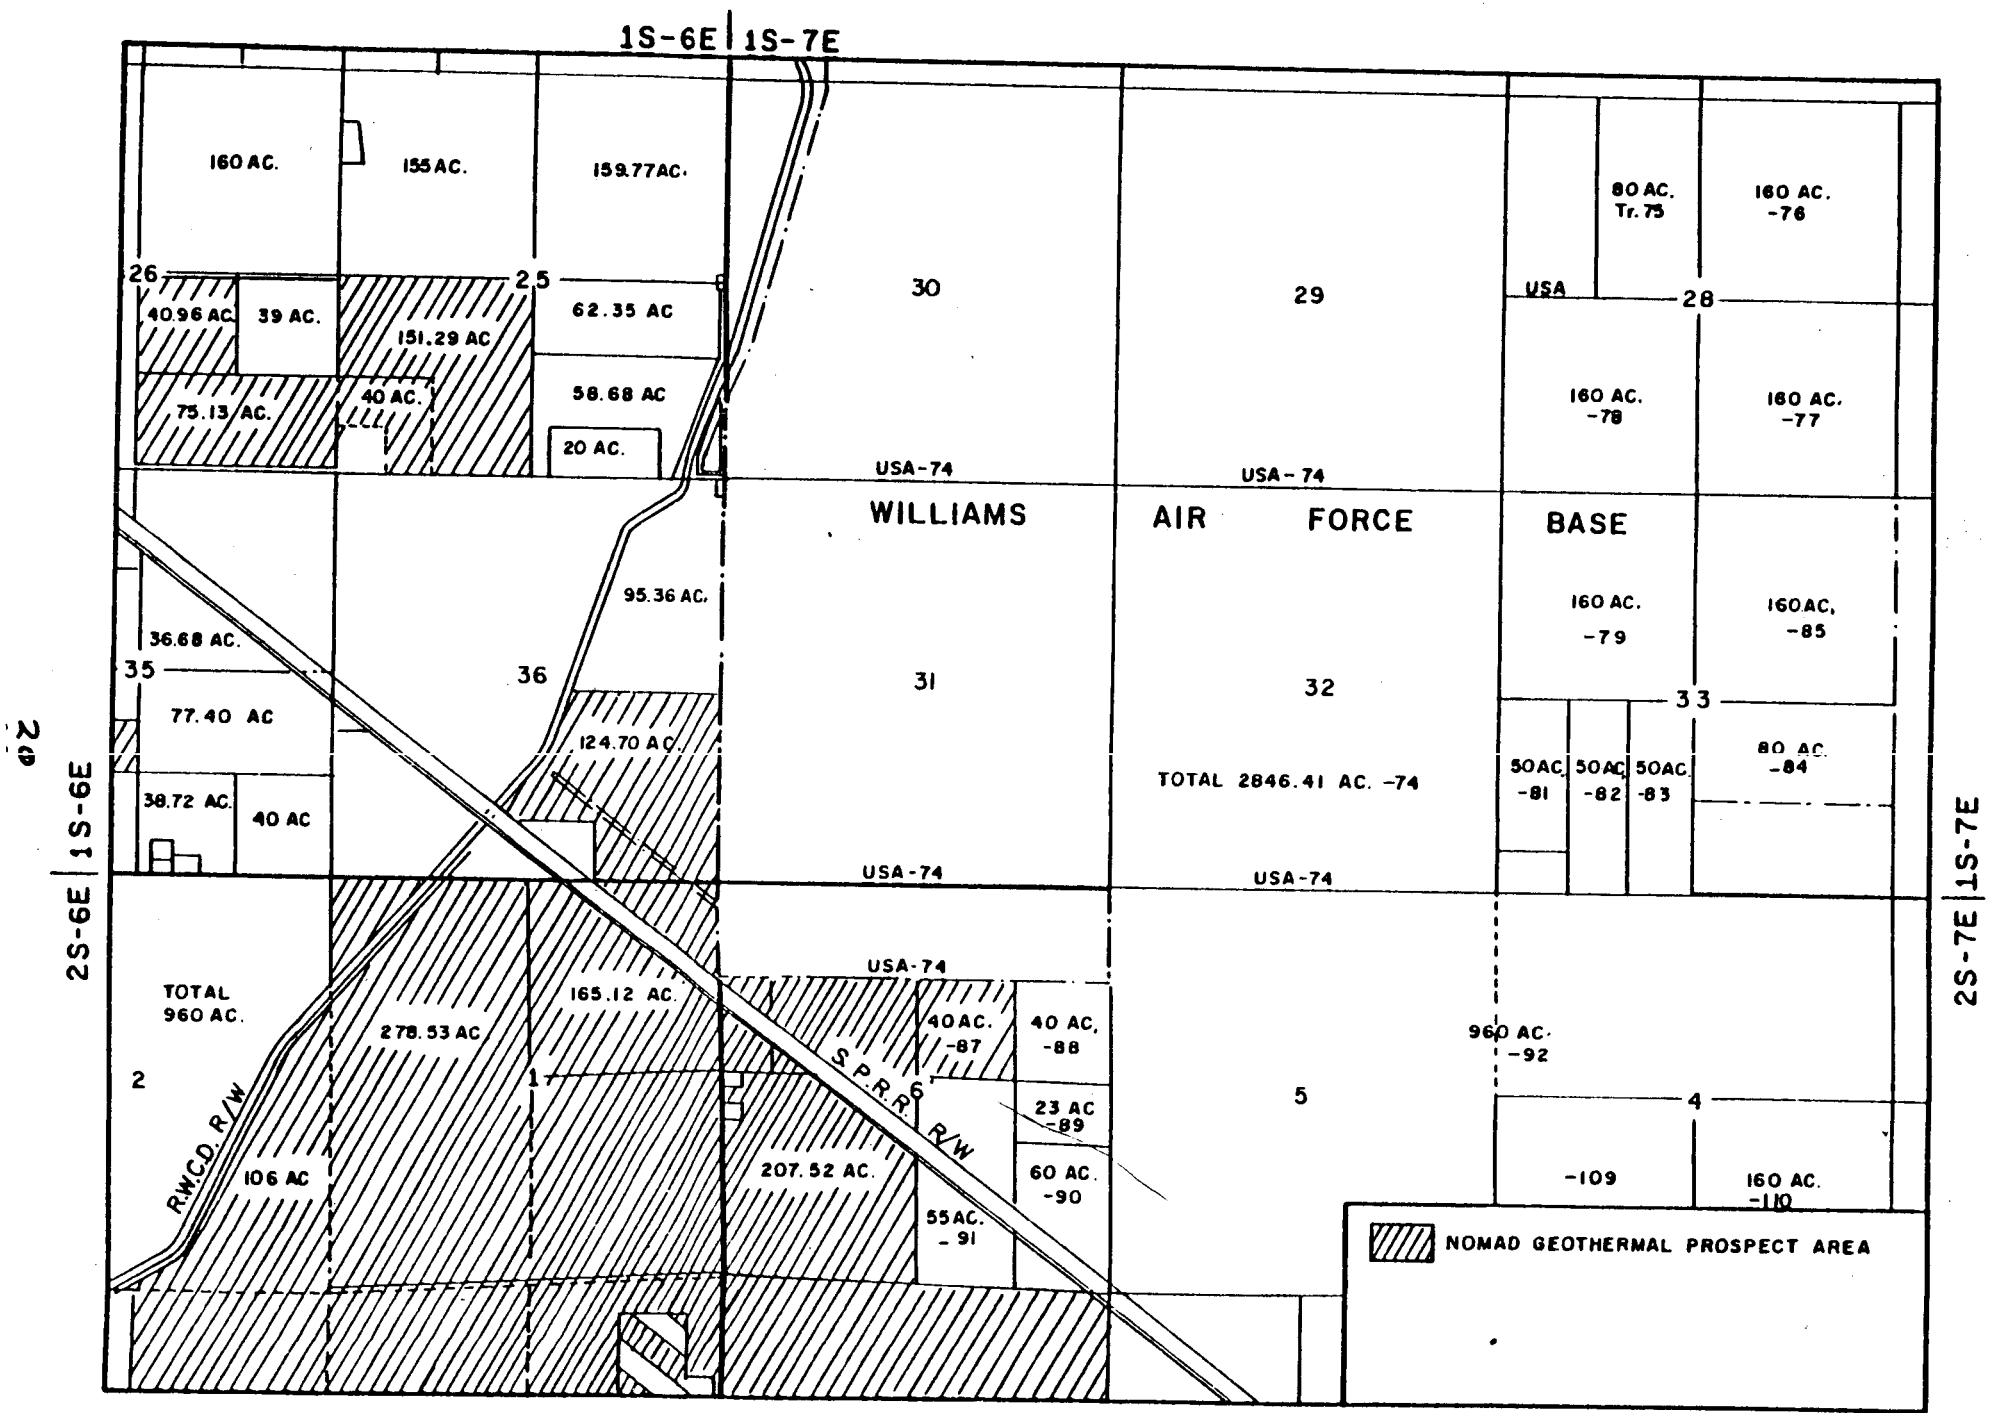 1S-6E 1S-7E
160 AC.
155 AC.
159.77 AC.
80 AC.
Tr. 75
160 AC.
-76
26
25
30
29
USA
28
40.96 AC
39 AC.
151.29 AC
62.35 AC
75.13 AC.
40 AC.
58.68 AC
20 AC.
160 AC.
-78
160 AC.
-77
USA-74
USA-74
WILLIAMS AIR FORCE BASE
95.36 AC.
160 AC.
-79
160 AC.
-85
36.68 AC.
35
36
31
32
33
77.40 AC
124.70 AC.
TOTAL 2846.41 AC. -74
50 AC.
-81
50 AC
-82
50 AC.
-83
80 AC.
-84
38.72 AC.
40 AC
USA-74
USA-74
1S-6E
2S-6E
1S-7E
2S-7E
USA-74
TOTAL
960 AC.
278.53 AC
165.12 AC.
40 AC.
-87
40 AC.
-88
960 AC.
-92
2
1
S.P.R.R. R/W
6
5
4
23 AC
-89
R.W.C.D. R/W
106 AC
207.52 AC.
60 AC.
-90
55 AC.
-91
-109
160 AC.
-110
NOMAD GEOTHERMAL PROSPECT AREA